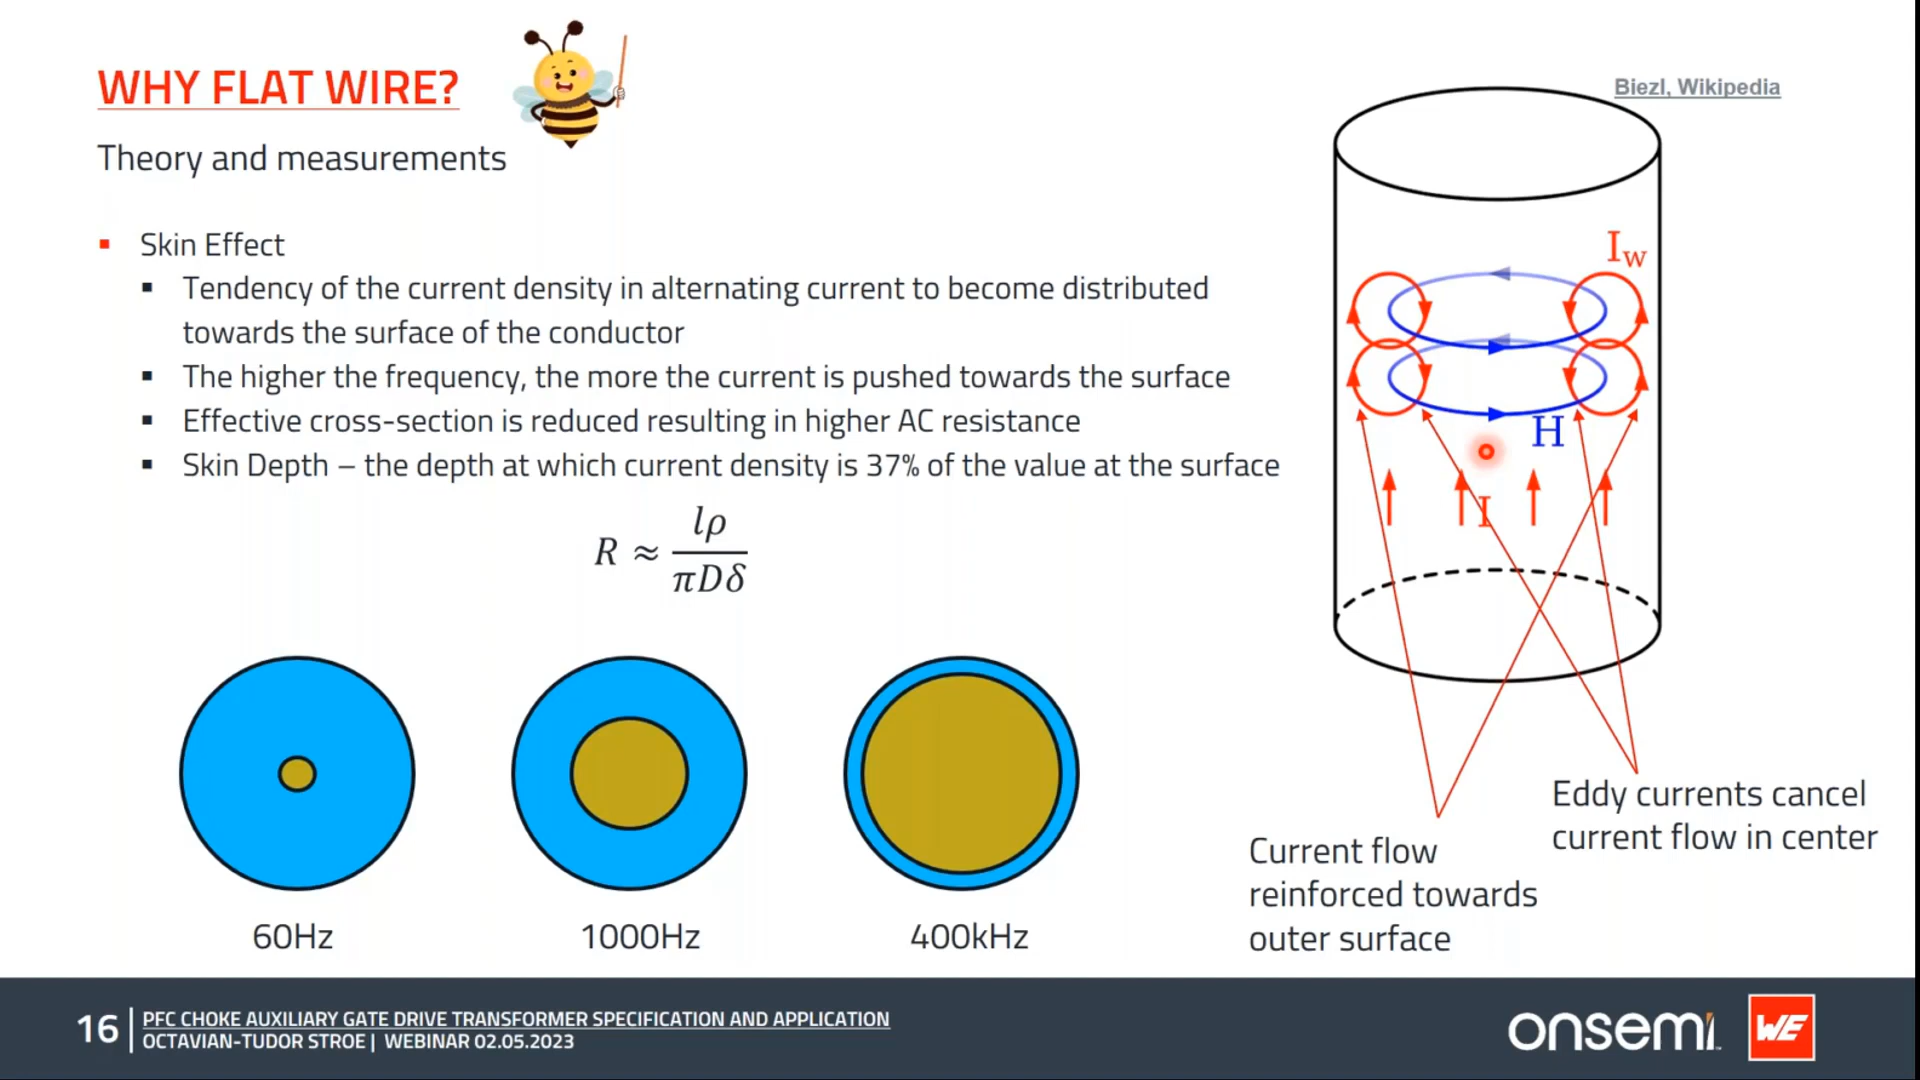 WHY FLAT WIRE?
Theory and measurements
Skin Effect
Tendency of the current density in alternating current to become distributed
towards the surface of the conductor
The higher the frequency, the more the current is pushed towards the surface
Effective cross-section is reduced resulting in higher AC resistance
Skin Depth – the depth at which current density is 37% of the value at the surface
R ≈ lρ / πDδ
60Hz
1000Hz
400kHz
Biezl, Wikipedia
I_W
H
I
Eddy currents cancel
current flow in center
Current flow
reinforced towards
outer surface
16
PFC CHOKE AUXILIARY GATE DRIVE TRANSFORMER SPECIFICATION AND APPLICATION
OCTAVIAN-TUDOR STROE | WEBINAR 02.05.2023
onsemi™
WE